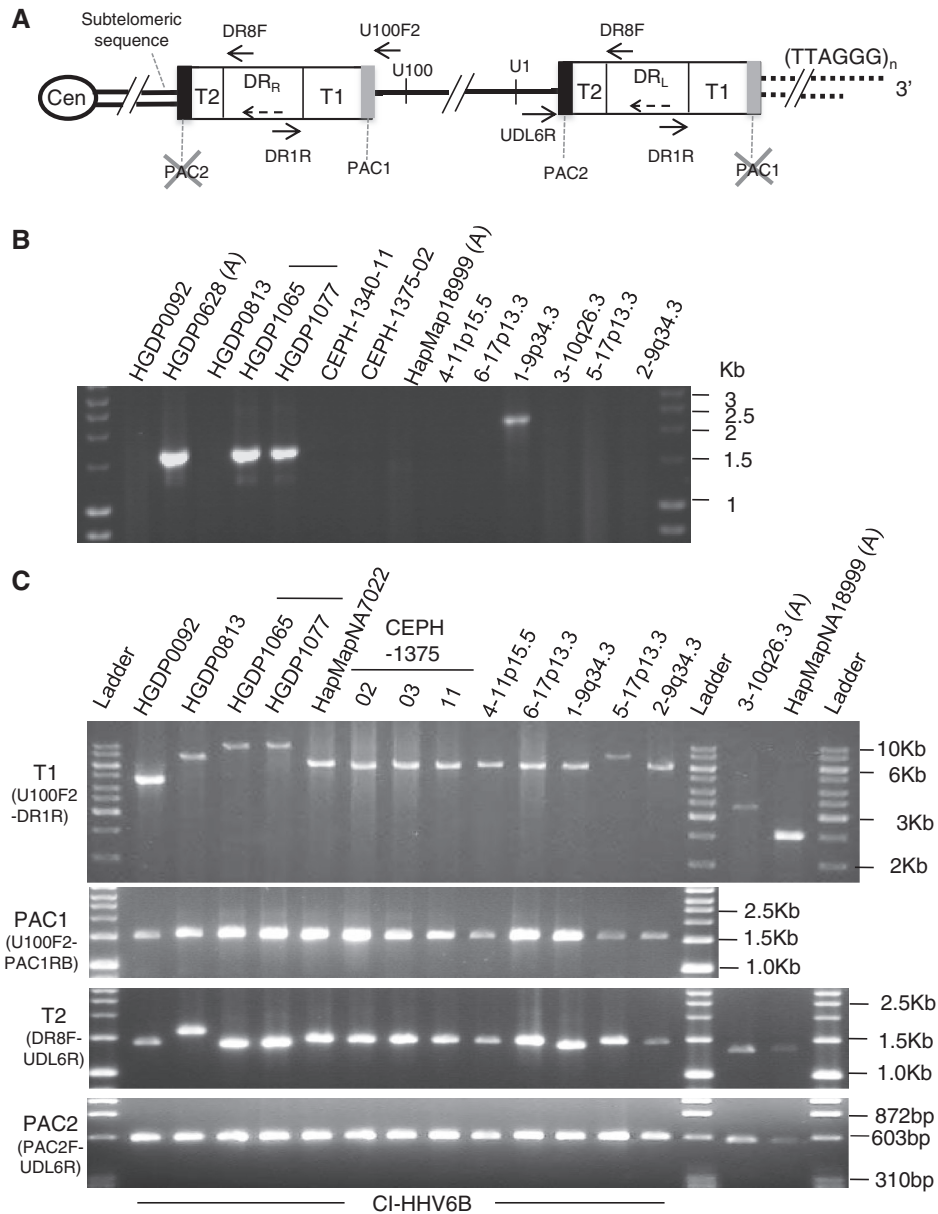 A
Subtelomeric
sequence
DR8F
U100F2
U100
U1
DR8F
(TTAGGG)n
Cen
T2
DRR
T1
T2
DRL
T1
3'
UDL6R
DR1R
DR1R
PAC2
PAC1
PAC2
PAC1
B
HGDP0092
HGDP0628 (A)
HGDP0813
HGDP1065
HGDP1077
CEPH-1340-11
CEPH-1375-02
HapMap18999 (A)
4-11p15.5
6-17p13.3
1-9p34.3
3-10q26.3
5-17p13.3
2-9q34.3
Kb
3
2.5
2
1.5
1
C
Ladder
HGDP0092
HGDP0813
HGDP1065
HGDP1077
HapMapNA7022
CEPH
-1375
02
03
11
4-11p15.5
6-17p13.3
1-9q34.3
5-17p13.3
2-9q34.3
Ladder
3-10q26.3 (A)
HapMapNA18999 (A)
Ladder
T1
(U100F2
-DR1R)
10Kb
6Kb
3Kb
2Kb
PAC1
(U100F2-
PAC1RB)
2.5Kb
1.5Kb
1.0Kb
T2
(DR8F-
UDL6R)
2.5Kb
1.5Kb
1.0Kb
PAC2
(PAC2F-
UDL6R)
872bp
603bp
310bp
CI-HHV6B